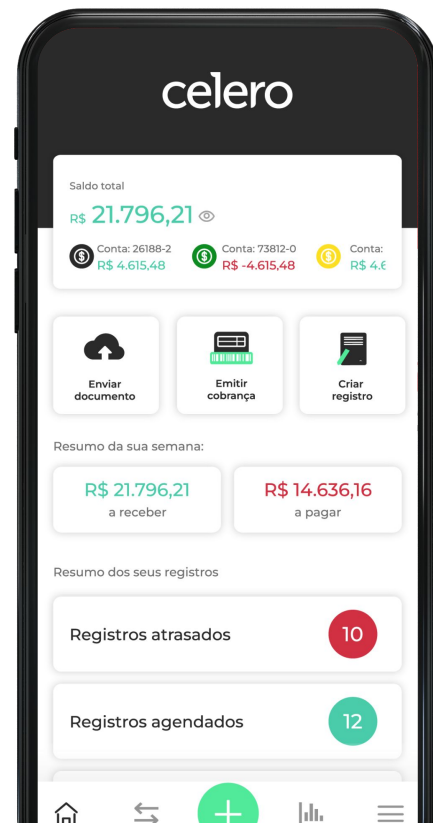 celero
Saldo total
R$ 21.796,21
Conta: 26188-2
R$ 4.615,48
Conta: 73812-0
R$ -4.615,48
Conta:
R$ 4.6
Enviar
documento
Emitir
cobrança
Criar
registro
Resumo da sua semana:
R$ 21.796,21
a receber
R$ 14.636,16
a pagar
Resumo dos seus registros
Registros atrasados
10
Registros agendados
12